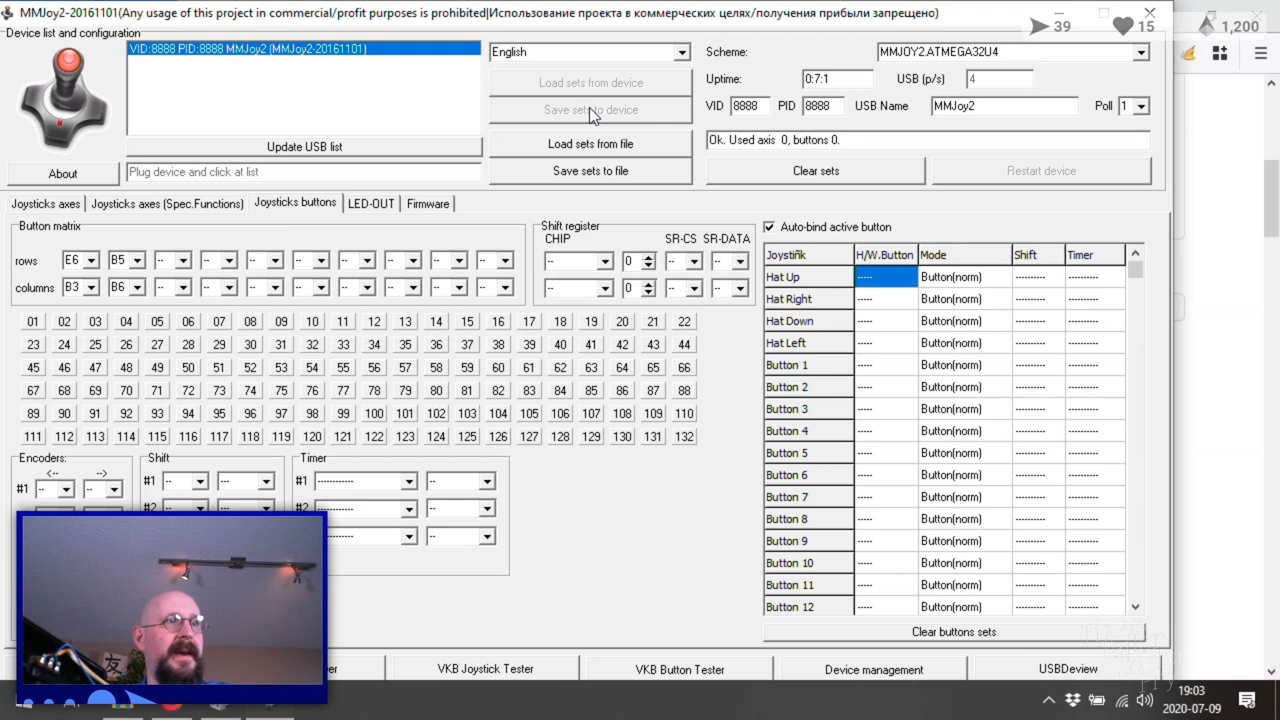 MMJoy2-20161101(Any usage of this project in commercial/profit purposes is prohibited|Использование проекта в коммерческих целях/получения прибыли запрещено)
39
15
1,200
Device list and configuration
VID:8888 PID:8888 MMJoy2 (MMJoy2-20161101)
English
Scheme:
MMJOY2.ATMEGA32U4
Load sets from device
Uptime:
0:7:1
USB (p/s)
4
Save sets to device
VID
8888
PID
8888
USB Name
MMJoy2
Poll
1
Update USB list
Load sets from file
Ok. Used axis 0, buttons 0.
About
Plug device and click at list
Save sets to file
Clear sets
Restart device
Joysticks axes
Joysticks axes (Spec.Functions)
Joysticks buttons
LED-OUT
Firmware
Button matrix
rows E6 B5 -- -- -- -- -- -- -- --
columns B3 B6 -- -- -- -- -- -- -- --
Shift register
CHIP SR-CS SR-DATA
-- 0 -- --
-- 0 -- --
Auto-bind active button
01 02 03 04 05 06 07 08 09 10 11 12 13 14 15 16 17 18 19 20 21 22
23 24 25 26 27 28 29 30 31 32 33 34 35 36 37 38 39 40 41 42 43 44
45 46 47 48 49 50 51 52 53 54 55 56 57 58 59 60 61 62 63 64 65 66
67 68 69 70 71 72 73 74 75 76 77 78 79 80 81 82 83 84 85 86 87 88
89 90 91 92 93 94 95 96 97 98 99 100 101 102 103 104 105 106 107 108 109 110
111 112 113 114 115 116 117 118 119 120 121 122 123 124 125 126 127 128 129 130 131 132
Joystik H/W.Button Mode Shift Timer
Hat Up ----- Button(norm) --------- ---------
Hat Right ----- Button(norm) --------- ---------
Hat Down ----- Button(norm) --------- ---------
Hat Left ----- Button(norm) --------- ---------
Button 1 ----- Button(norm) --------- ---------
Button 2 ----- Button(norm) --------- ---------
Button 3 ----- Button(norm) --------- ---------
Button 4 ----- Button(norm) --------- ---------
Button 5 ----- Button(norm) --------- ---------
Button 6 ----- Button(norm) --------- ---------
Button 7 ----- Button(norm) --------- ---------
Button 8 ----- Button(norm) --------- ---------
Button 9 ----- Button(norm) --------- ---------
Button 10 ----- Button(norm) --------- ---------
Button 11 ----- Button(norm) --------- ---------
Button 12 ----- Button(norm) --------- ---------
Encoders:
<-- -->
#1 -- --
Shift
#1 -- ---
#2 -- ---
Timer
#1 ------------ --
#2 ------------ --
------------ --
友
Clear buttons sets
VKB Joystick Tester
VKB Button Tester
Device management
USBDeview
19:03
2020-07-09